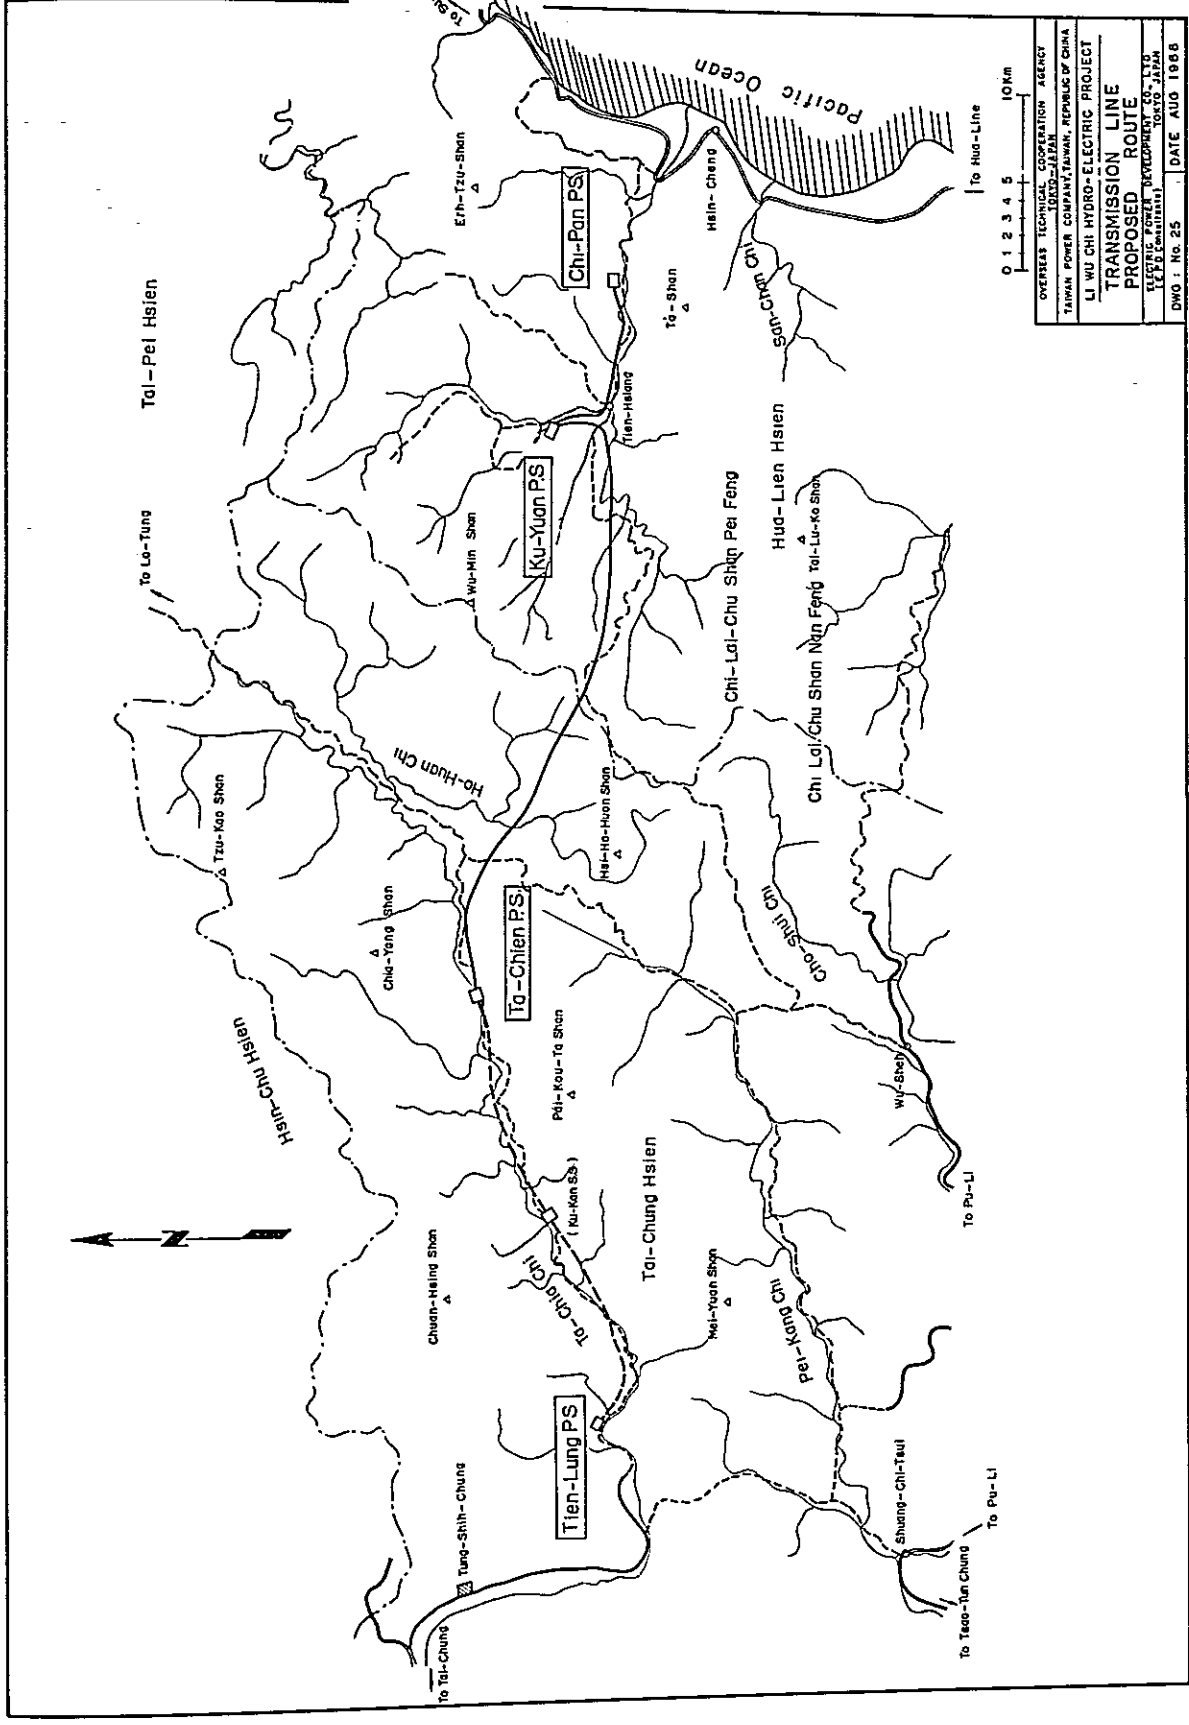 To Su
Pacific Ocean
Tai-Pei Hsien
Erh-Tzu-Shan
Chi-Pan P.S
Hsin-Cheng
To Hua-Line
San-Chan Chi
Ta-Shan
Tien-Hsiang
To Lo-Tung
Wu-Min Shan
Ku-Yuan P.S
Hua-Lien Hsien
Tai-Lu-Ko Shan
Chi-Lai-Chu Shan Pei Feng
Chi Lai Chu Shan Nan Feng
Ho-Huan Chi
Tzu-Kao Shan
Hsi-Ho-Huan Shan
Chia-Yang Shan
Ta-Chien P.S
Cho-Shui Chi
Hsin-Chu Hsien
Pai-Kou-Ta Shan
Wu-Sheh
To Pu-Li
N
(Ku-Kan S.S.)
Tai-Chung Hsien
Chuan-Hsing Shan
Ta-Chia Chi
Mei-Yuan Shan
Pei-Kang Chi
Tien-Lung P.S
Tung-Shih-Chung
Shuang-Chi-Tsui
To Pu-Li
To Tsao-Tun Chung
To Tai-Chung
0 1 2 3 4 5 10Km
OVERSEAS TECHNICAL COOPERATION AGENCY
TOKYO-JAPAN
TAIWAN POWER COMPANY, TAIWAN, REPUBLIC OF CHINA
LI WU CHI HYDRO-ELECTRIC PROJECT
TRANSMISSION LINE
PROPOSED ROUTE
ELECTRIC POWER DEVELOPMENT CO., LTD
(E.P.D Consultants) TOKYO JAPAN
DWG : No. 25 DATE AUG 1966